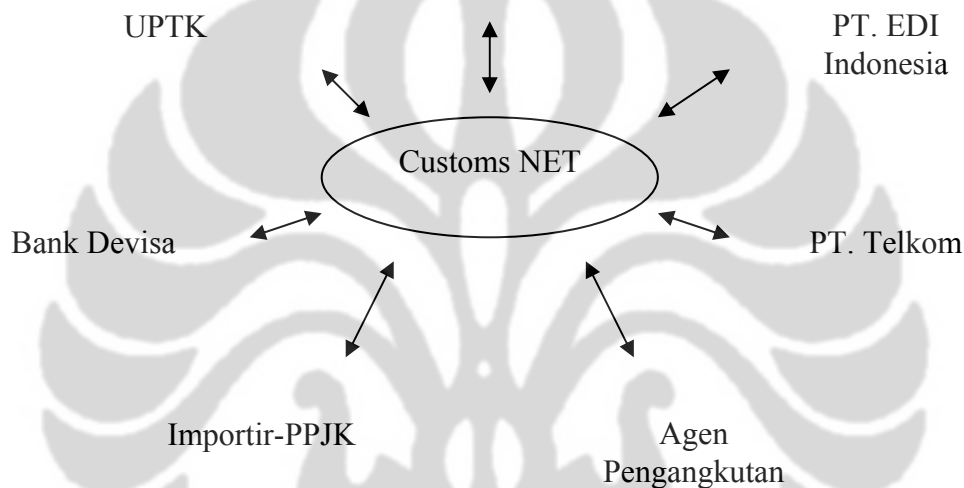 UPTK
PT. EDI
Indonesia
Customs NET
Bank Devisa
PT. Telkom
Importir-PPJK
Agen
Pengangkutan